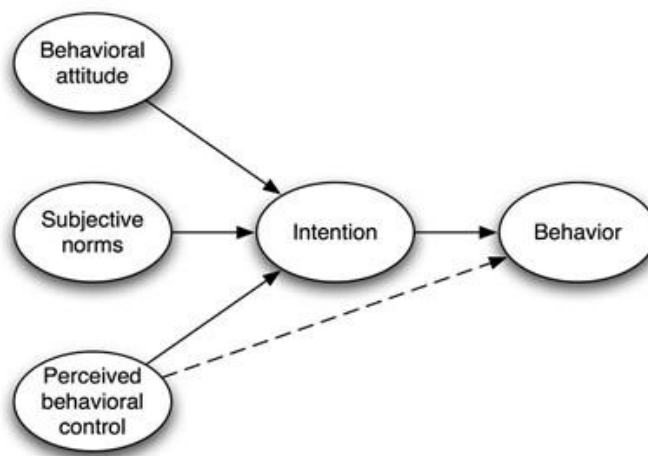 Behavioral
attitude
Subjective
norms
Intention
Behavior
Perceived
behavioral
control